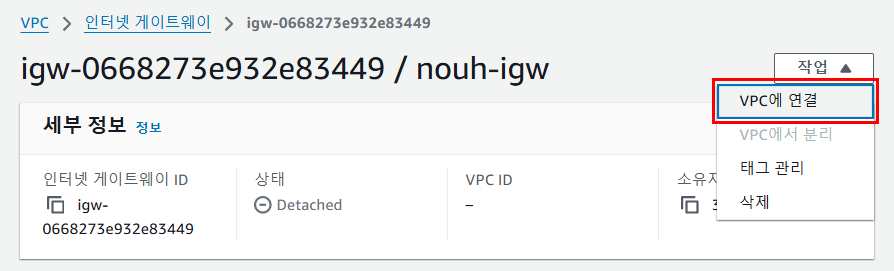 VPC > 인터넷 게이트웨이 > igw-0668273e932e83449
igw-0668273e932e83449 / nouh-igw
작업
VPC에 연결
VPC에서 분리
태그 관리
삭제
세부 정보 정보
인터넷 게이트웨이 ID
igw-
0668273e932e83449
상태
Detached
VPC ID
–